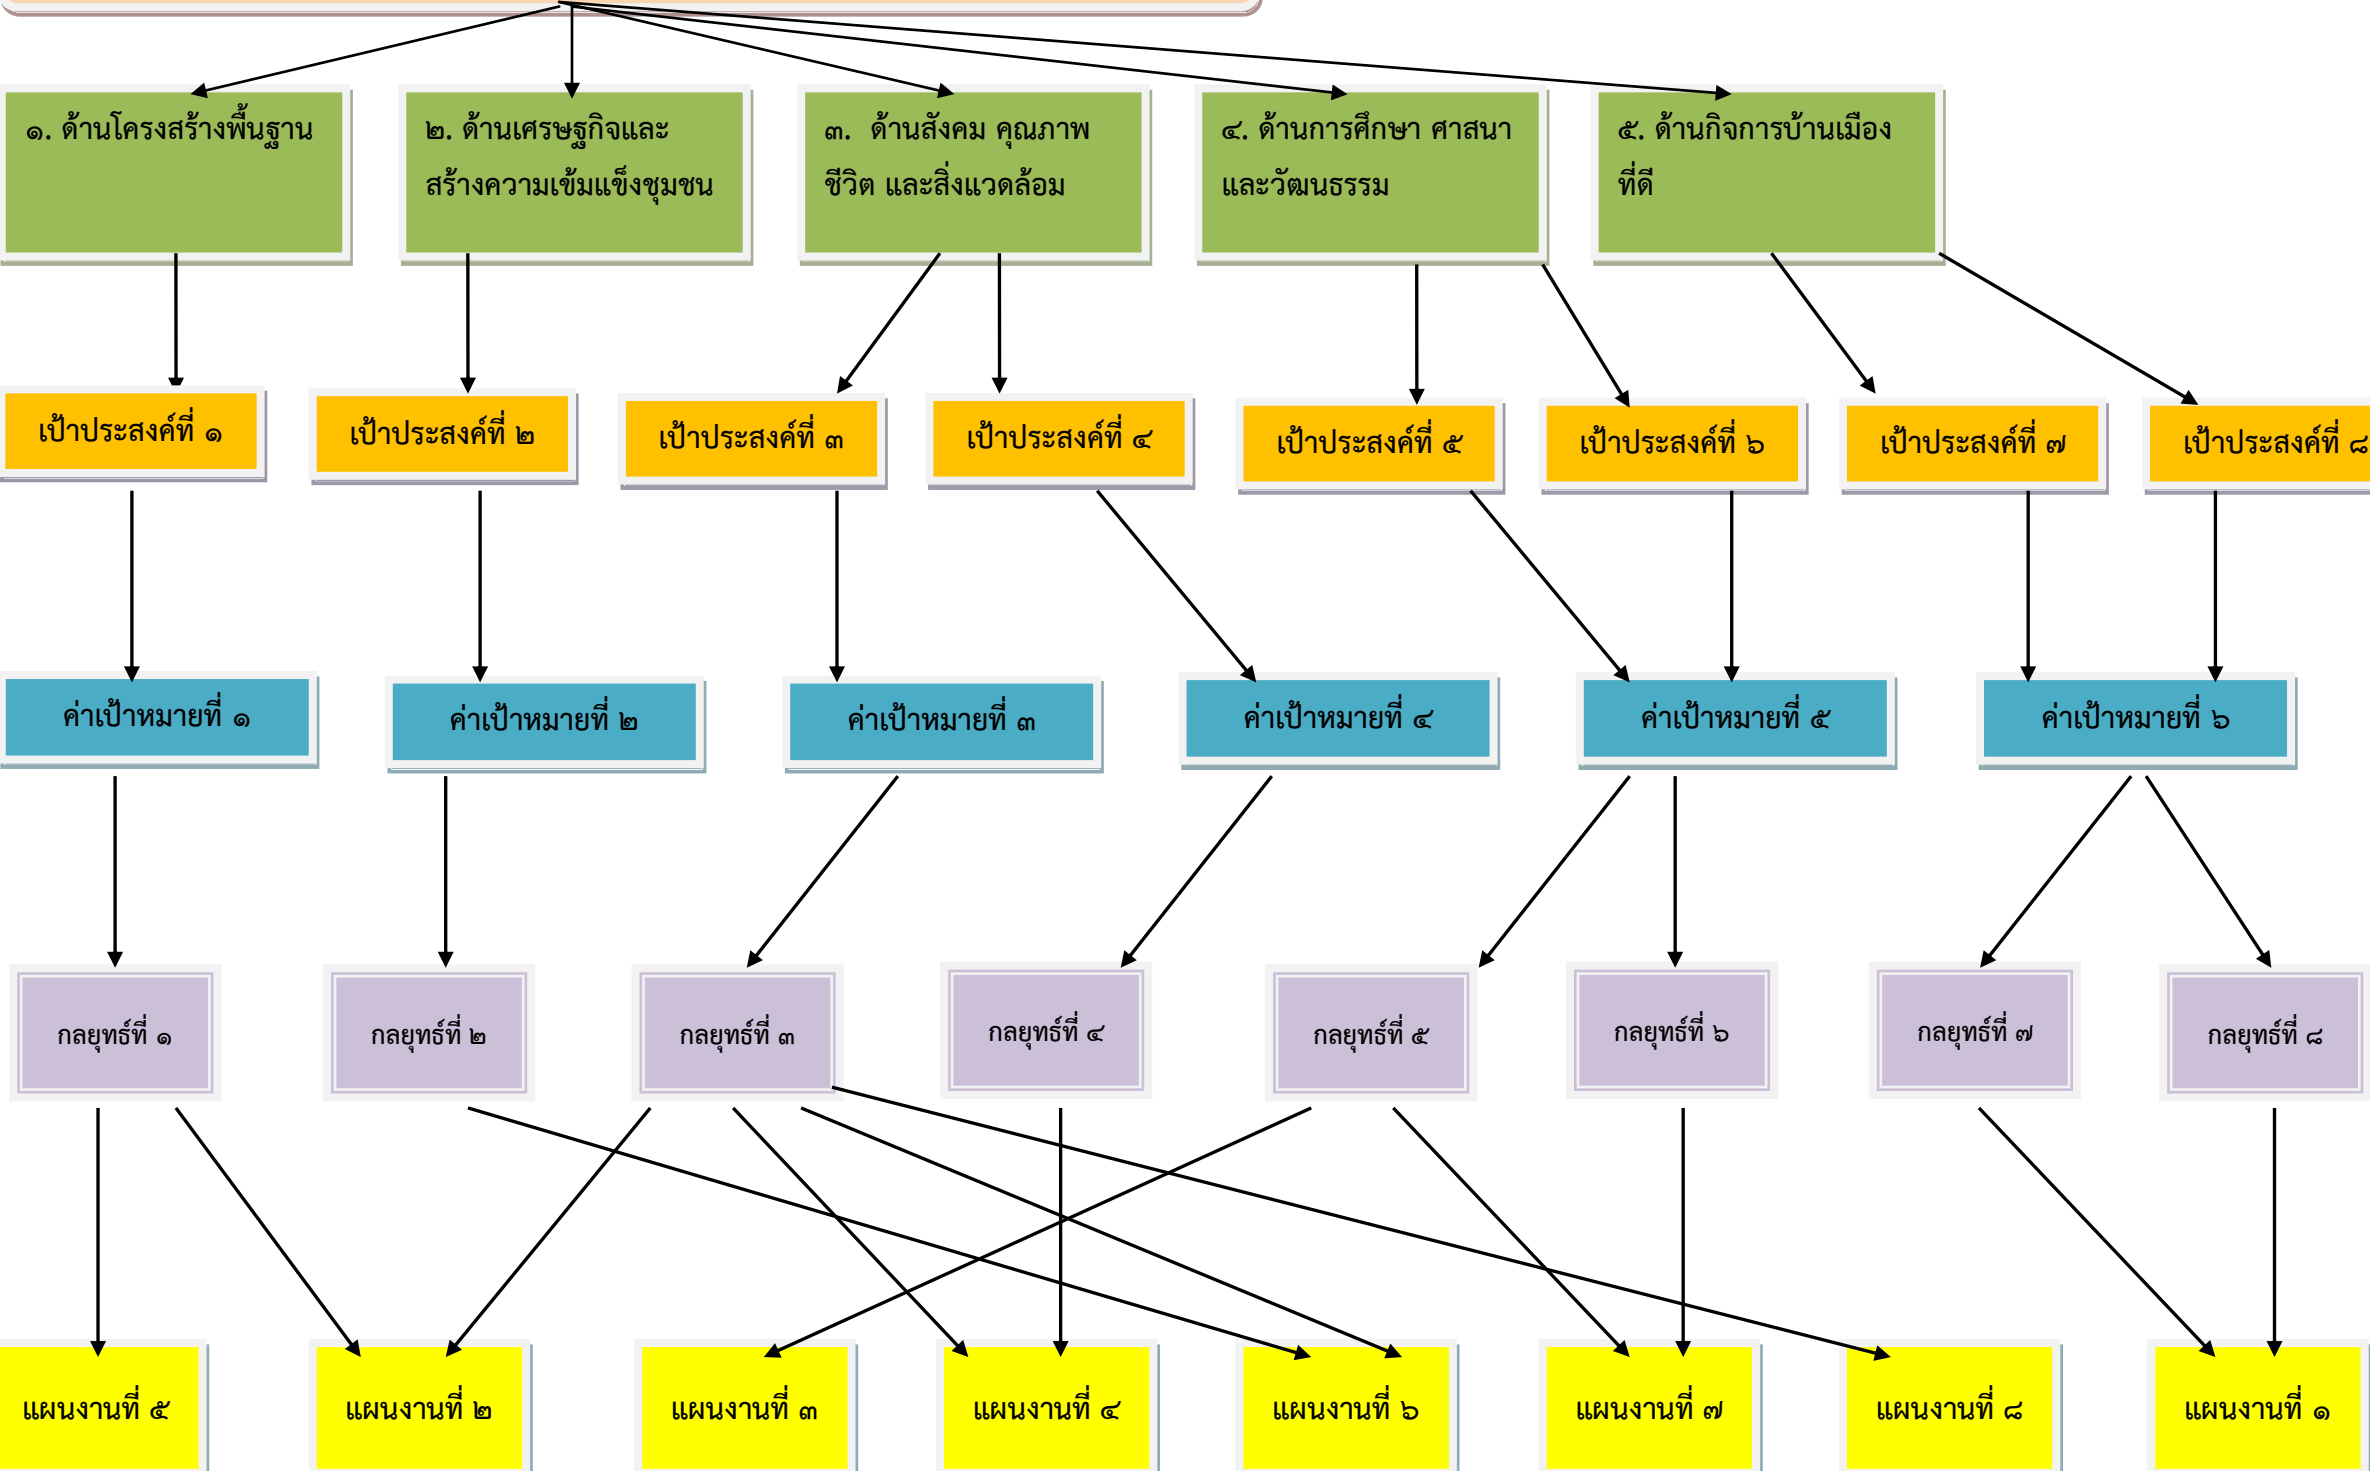 ๑. ด้านโครงสร้างพื้นฐาน
๒. ด้านเศรษฐกิจและ
สร้างความเข้มแข็งชุมชน
๓. ด้านสังคม คุณภาพ
ชีวิต และสิ่งแวดล้อม
๔. ด้านการศึกษา ศาสนา
และวัฒนธรรม
๕. ด้านกิจการบ้านเมือง
ที่ดี
เป้าประสงค์ที่ ๑
เป้าประสงค์ที่ ๒
เป้าประสงค์ที่ ๓
เป้าประสงค์ที่ ๔
เป้าประสงค์ที่ ๕
เป้าประสงค์ที่ ๖
เป้าประสงค์ที่ ๗
เป้าประสงค์ที่ ๘
ค่าเป้าหมายที่ ๑
ค่าเป้าหมายที่ ๒
ค่าเป้าหมายที่ ๓
ค่าเป้าหมายที่ ๔
ค่าเป้าหมายที่ ๕
ค่าเป้าหมายที่ ๖
กลยุทธ์ที่ ๑
กลยุทธ์ที่ ๒
กลยุทธ์ที่ ๓
กลยุทธ์ที่ ๔
กลยุทธ์ที่ ๕
กลยุทธ์ที่ ๖
กลยุทธ์ที่ ๗
กลยุทธ์ที่ ๘
แผนงานที่ ๕
แผนงานที่ ๒
แผนงานที่ ๓
แผนงานที่ ๔
แผนงานที่ ๖
แผนงานที่ ๗
แผนงานที่ ๘
แผนงานที่ ๑